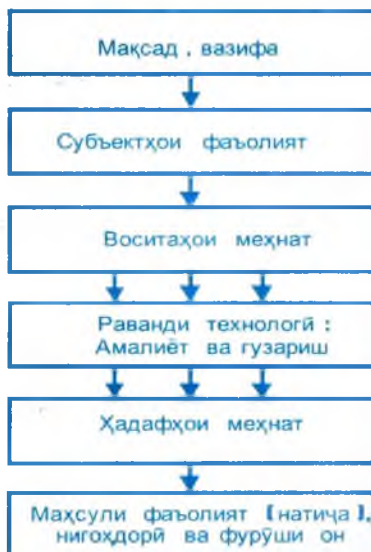 Мақсад , вазифа
Субъектҳои фаъолият
Воситаҳои меҳнат
Раванди технологӣ :
Амалиёт ва гузариш
Ҳадафҳои меҳнат
Маҳсули фаъолият [натиҷа],
нигоҳдорӣ ва фурӯши он